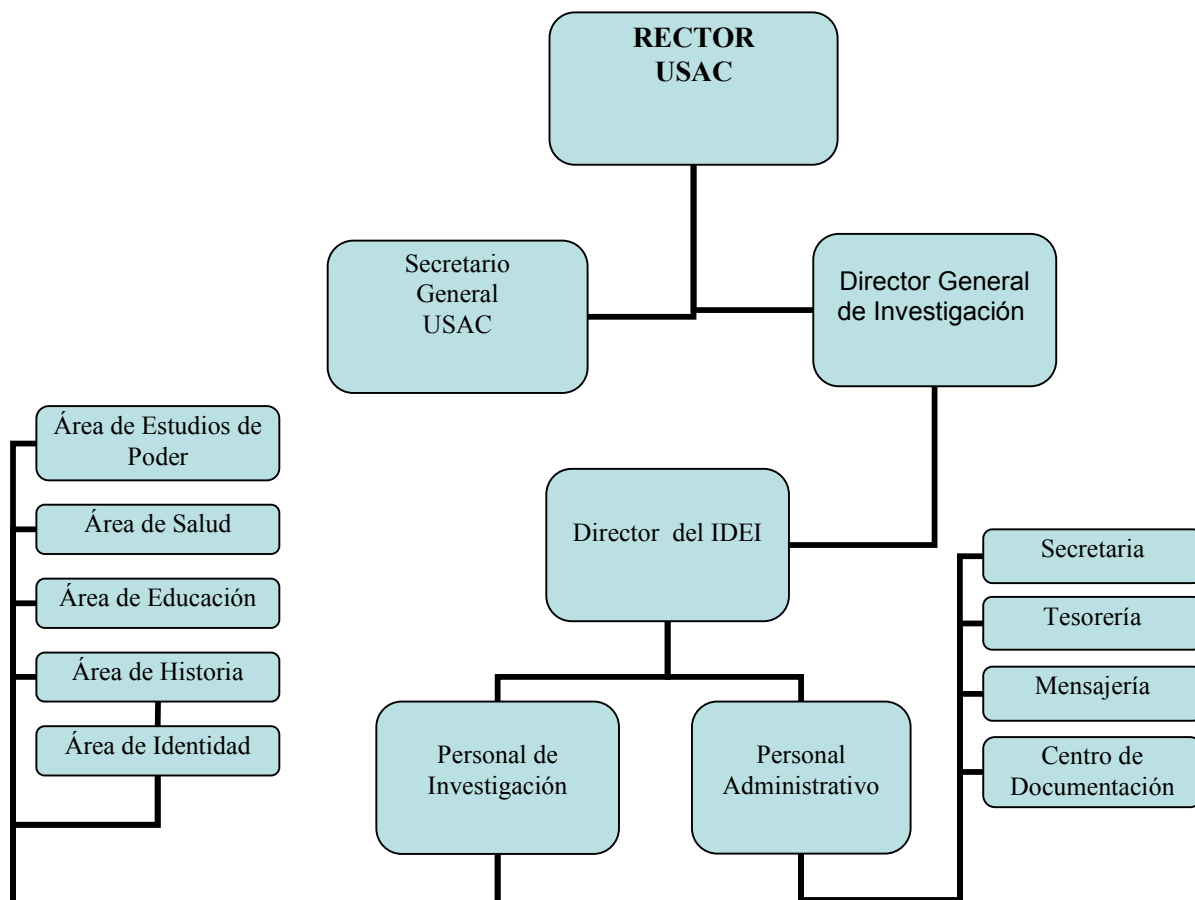 RECTOR
USAC
Secretario
General
USAC
Director General
de Investigación
Área de Estudios de
Poder
Área de Salud
Área de Educación
Área de Historia
Área de Identidad
Director del IDEI
Personal de
Investigación
Personal
Administrativo
Secretaria
Tesorería
Mensajería
Centro de
Documentación